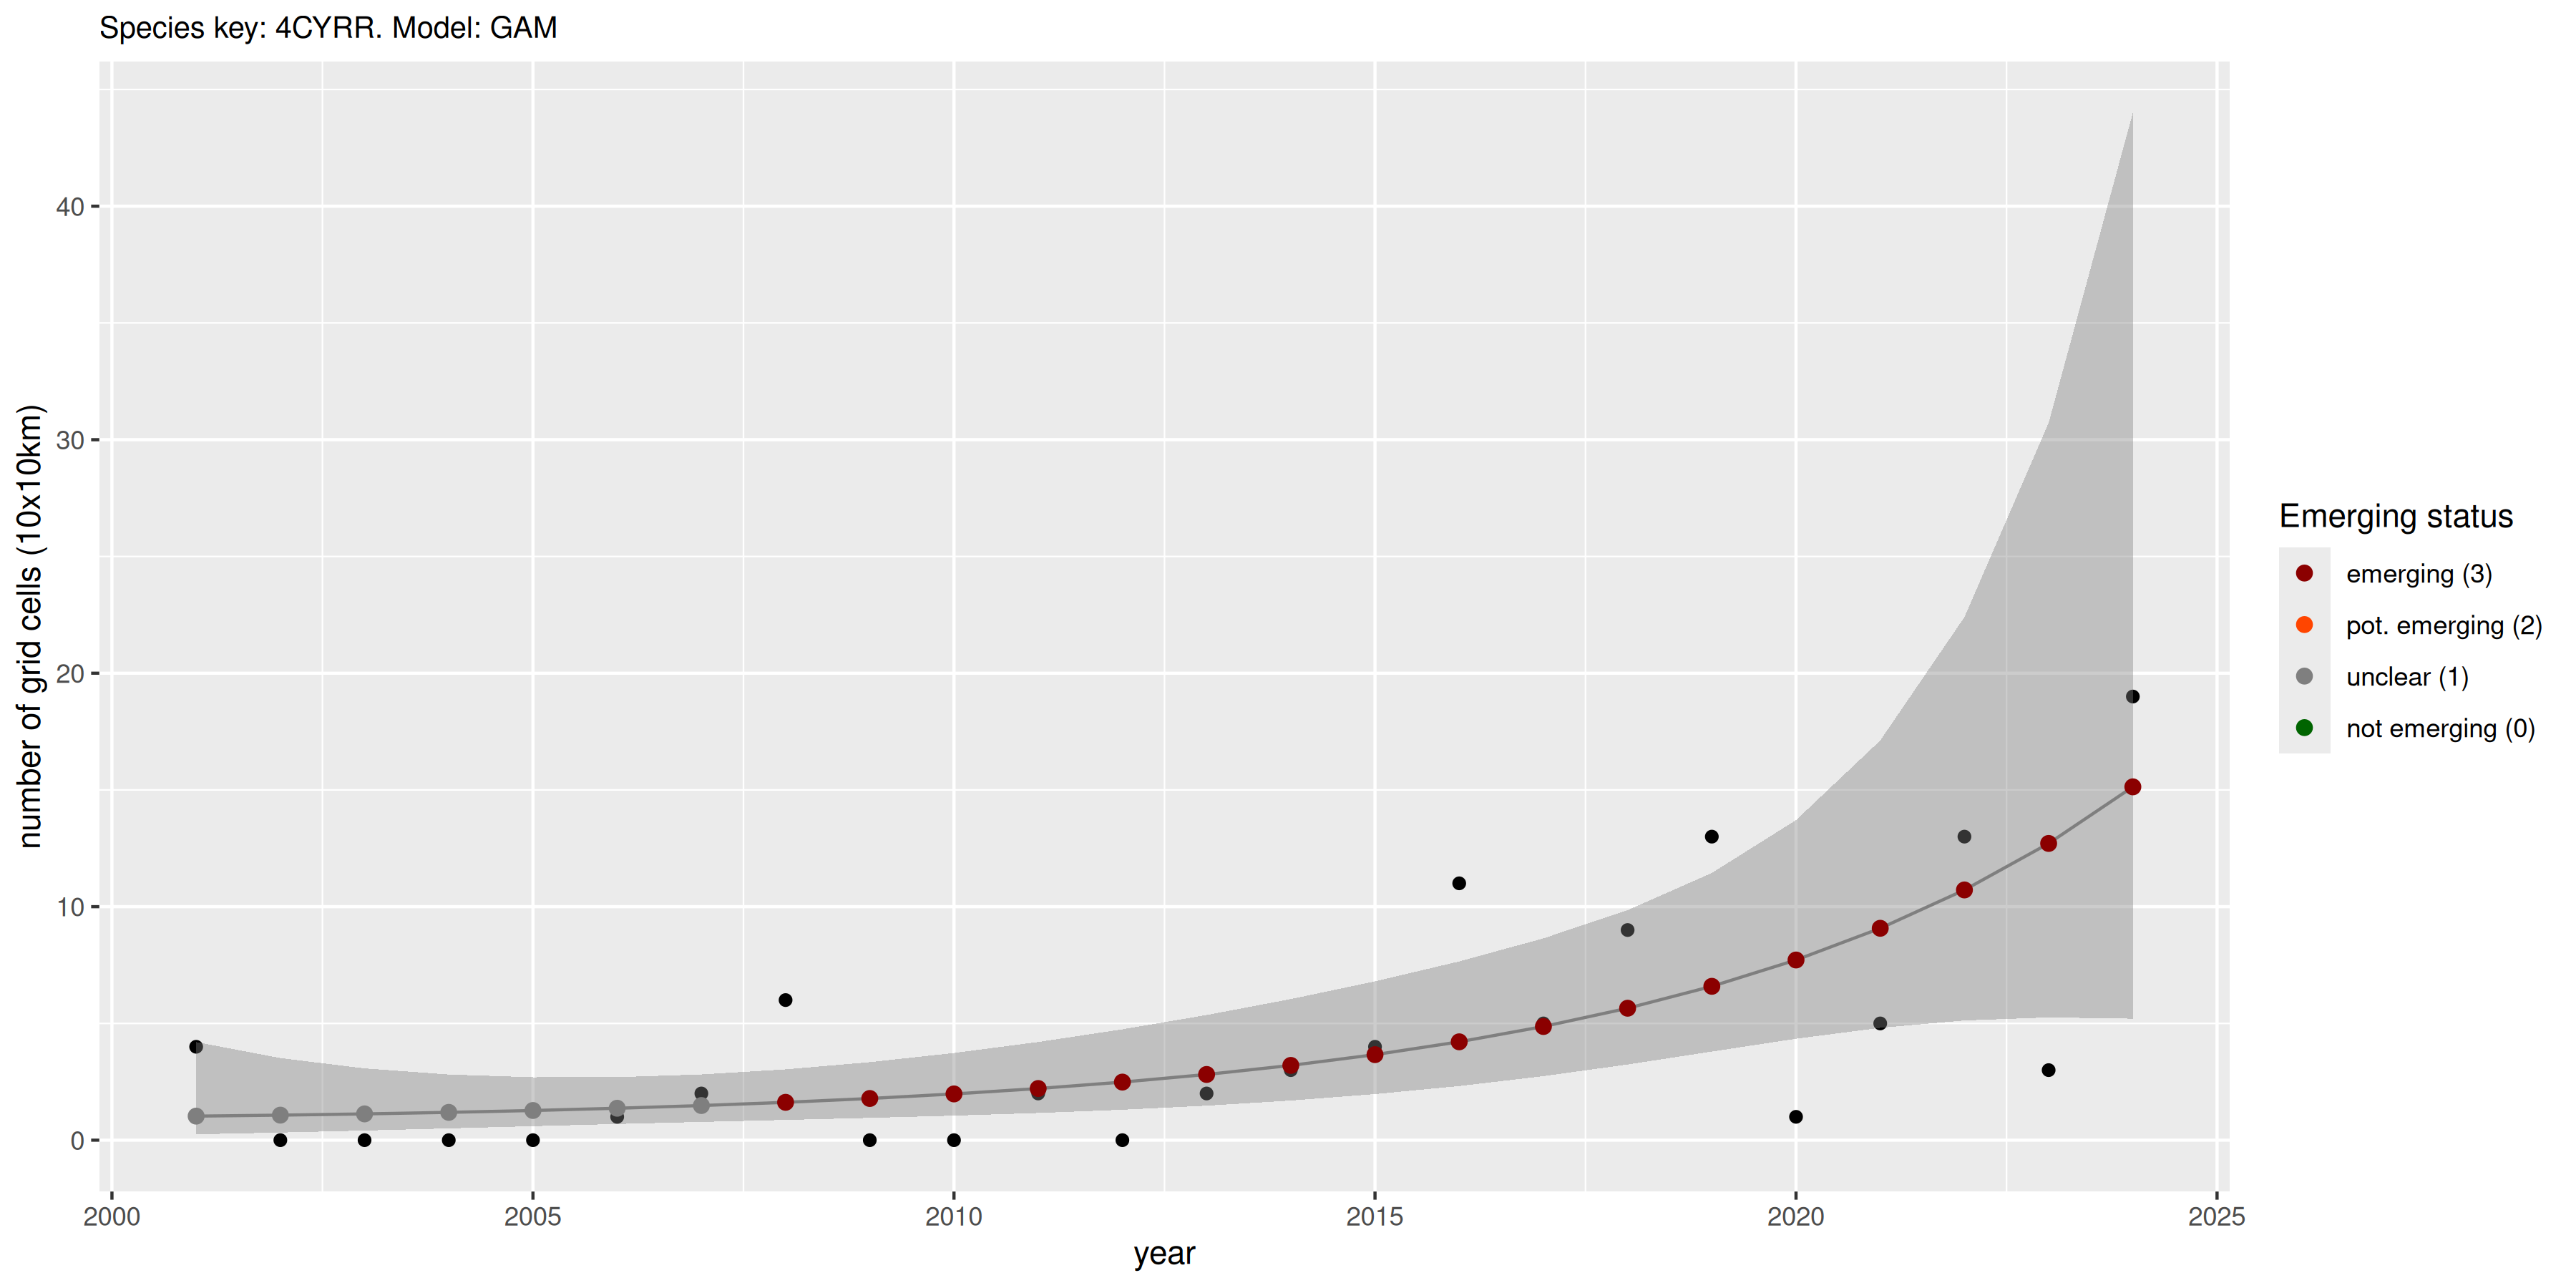 Species key: 4CYRR. Model: GAM
number of grid cells (10x10km)
40
30
20
10
0
2000
2005
2010
2015
2020
2025
year
Emerging status
emerging (3)
pot. emerging (2)
unclear (1)
not emerging (0)